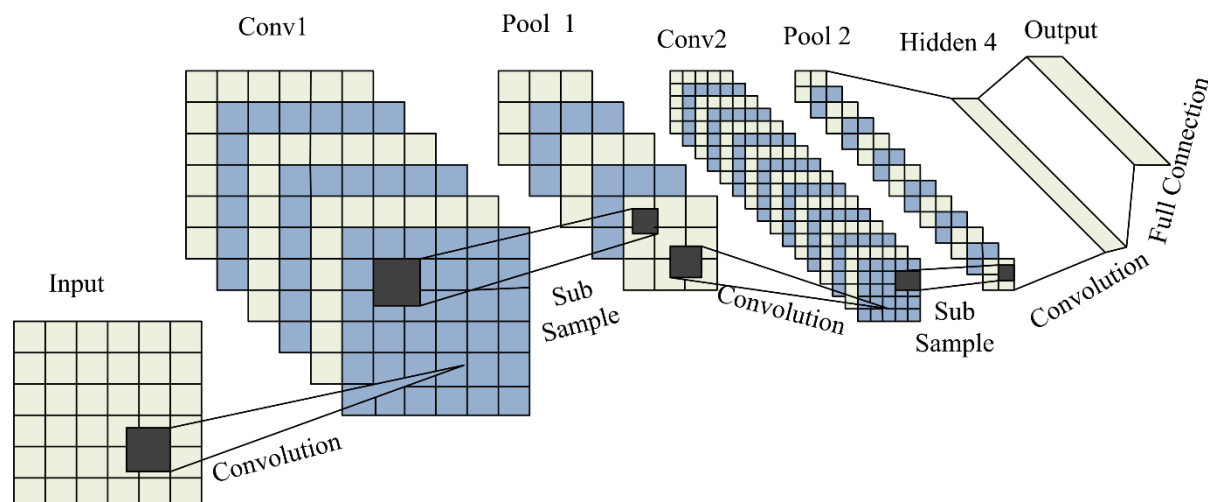 Conv1
Pool 1
Conv2
Pool 2
Hidden 4
Output
Input
Convolution
Sub
Sample
Convolution
Sub
Sample
Convolution
Full Connection